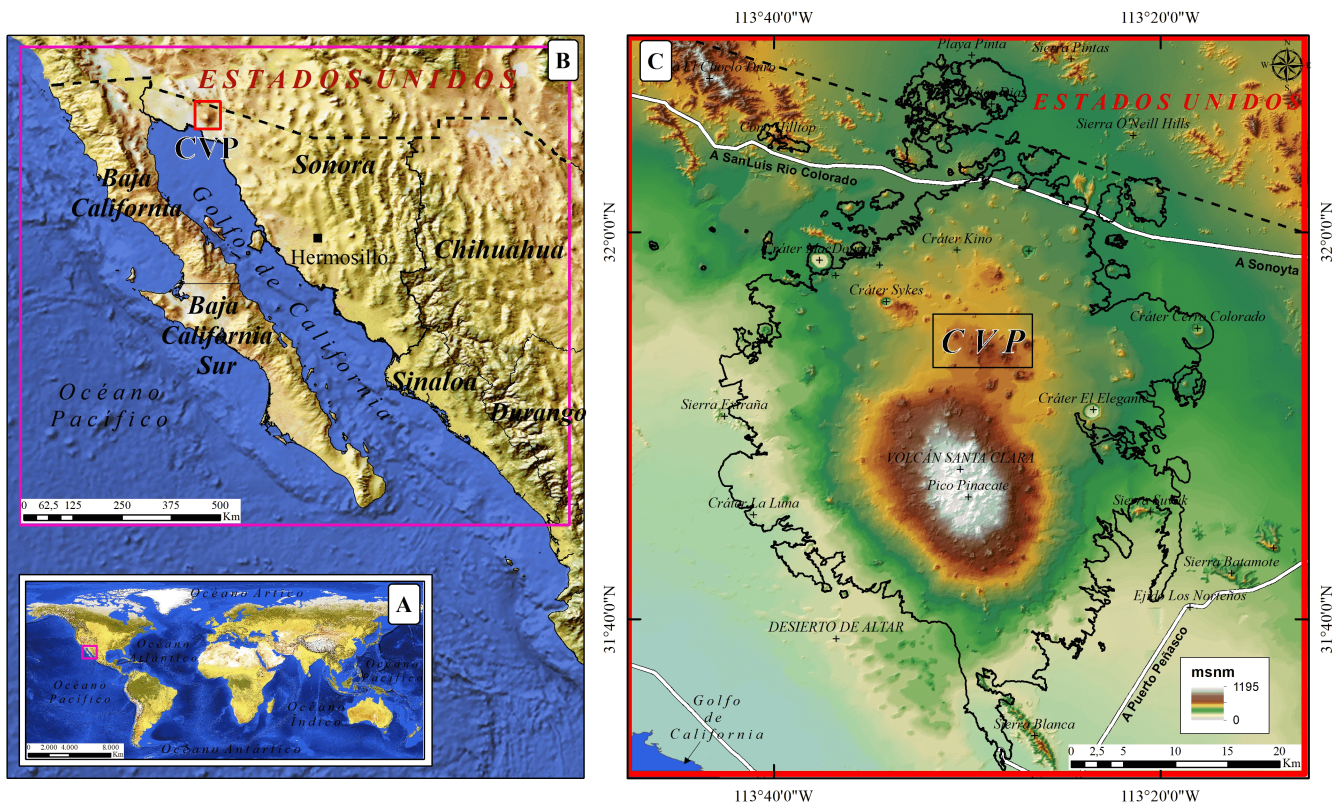 B
ESTADOS UNIDOS
CVP
Sonora
Baja
California
Golfo de California
Hermosillo
Chihuahua
Baja
California
Sur
Sinaloa
Durango
Océano
Pacífico
0 62,5 125 250 375 500
Km
A
Océano Ártico
Océano
Atlántico
Océano
Pacífico
Océano
Pacífico
Océano
Índico
Océano Antártico
0 2.000 4.000 8.000
Km
113°40'0"W 113°20'0"W
C
Playa Pinta
Sierra Pintas
N
W
S
ESTADOS UNIDOS
Sierra O'Neill Hills
Hilltop
A SanLuis Rio Colorado
32°0'0"N 32°0'0"N
A Sonoyta
Cráter Kino
Cráter
Cráter Sykes
Cráter Cerro Colorado
CVP
Sierra Extraña
Cráter El Elegante
VOLCÁN SANTA CLARA
Pico Pinacate
Cráter La Luna
Sierra
Sierra Batamote
Ejido Los Norteños
31°40'0"N 31°40'0"N
DESIERTO DE ALTAR
A Puerto Peñasco
msnm
1195
0
Golfo
de
California
Sierra Blanca
0 2,5 5 10 15 20
Km
113°40'0"W 113°20'0"W